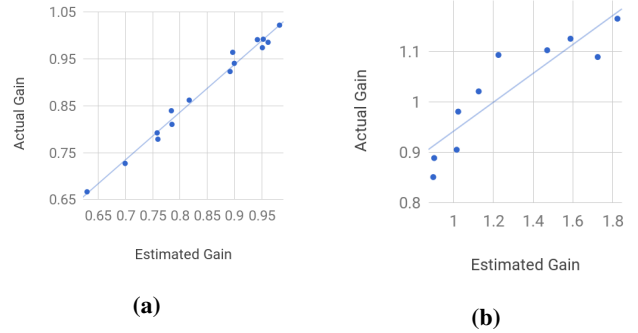 1.05
0.95
0.85
0.75
0.65
Actual Gain
0.65 0.7 0.75 0.8 0.85 0.9 0.95
Estimated Gain
(a)
1.1
1
0.9
0.8
Actual Gain
1 1.2 1.4 1.6 1.8
Estimated Gain
(b)